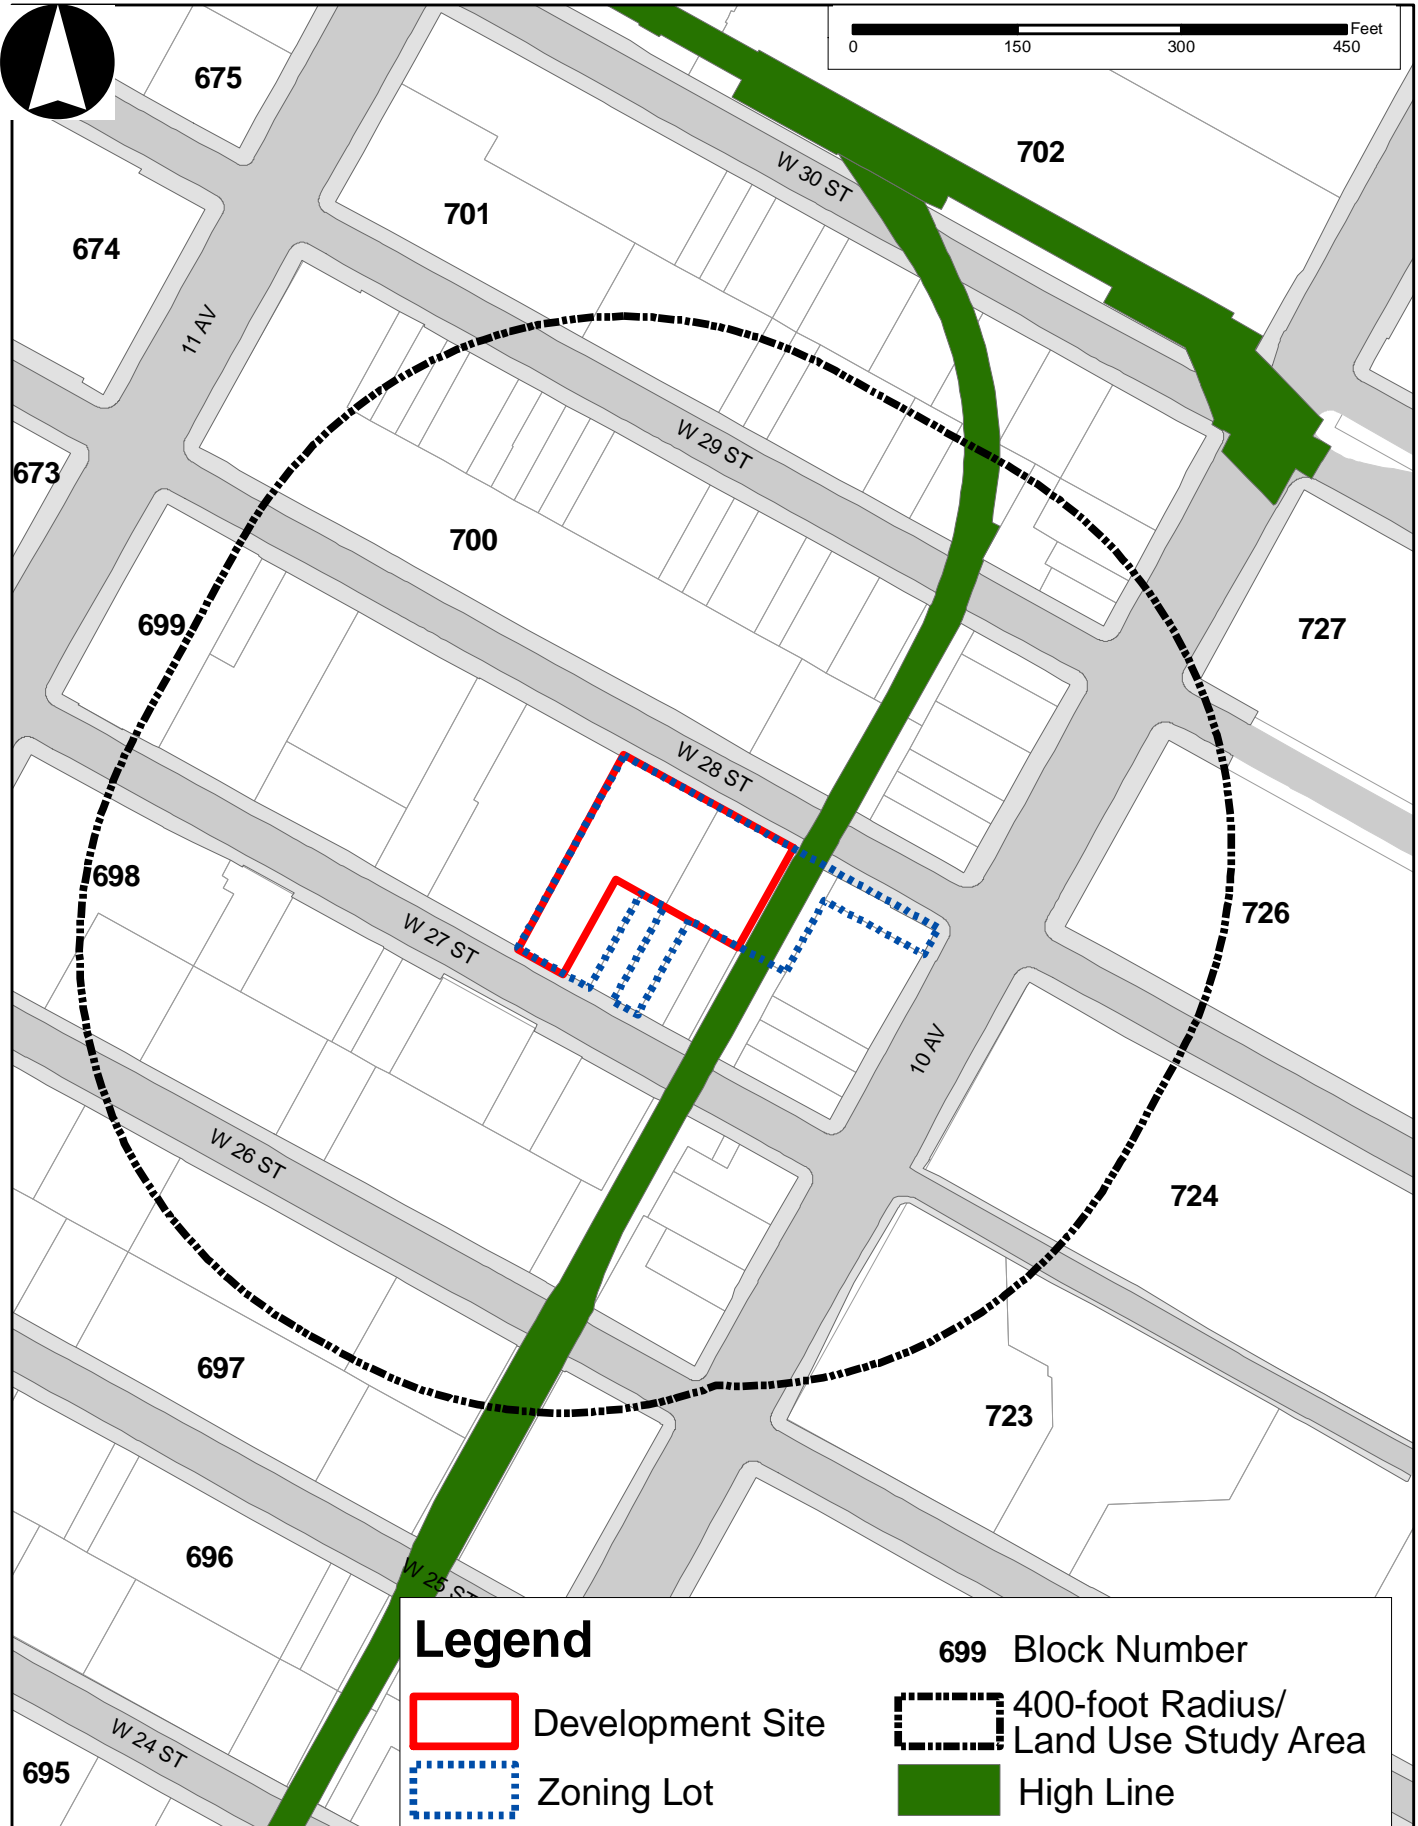 Feet
0 150 300 450
675
702
W 30 ST
701
674
11 AV
W 29 ST
673
700
699
727
W 28 ST
698
726
W 27 ST
10 AV
W 26 ST
724
697
723
696
W 25 ST
W 24 ST
695
Legend
699 Block Number
Development Site
400-foot Radius/
Land Use Study Area
Zoning Lot
High Line